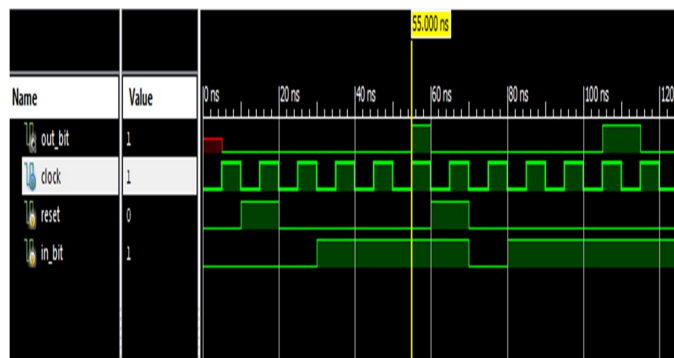 55.000 ns
Name Value
0 ns 20 ns 40 ns 60 ns 80 ns 100 ns 120
out_bit 1
clock 1
reset 0
in_bit 1